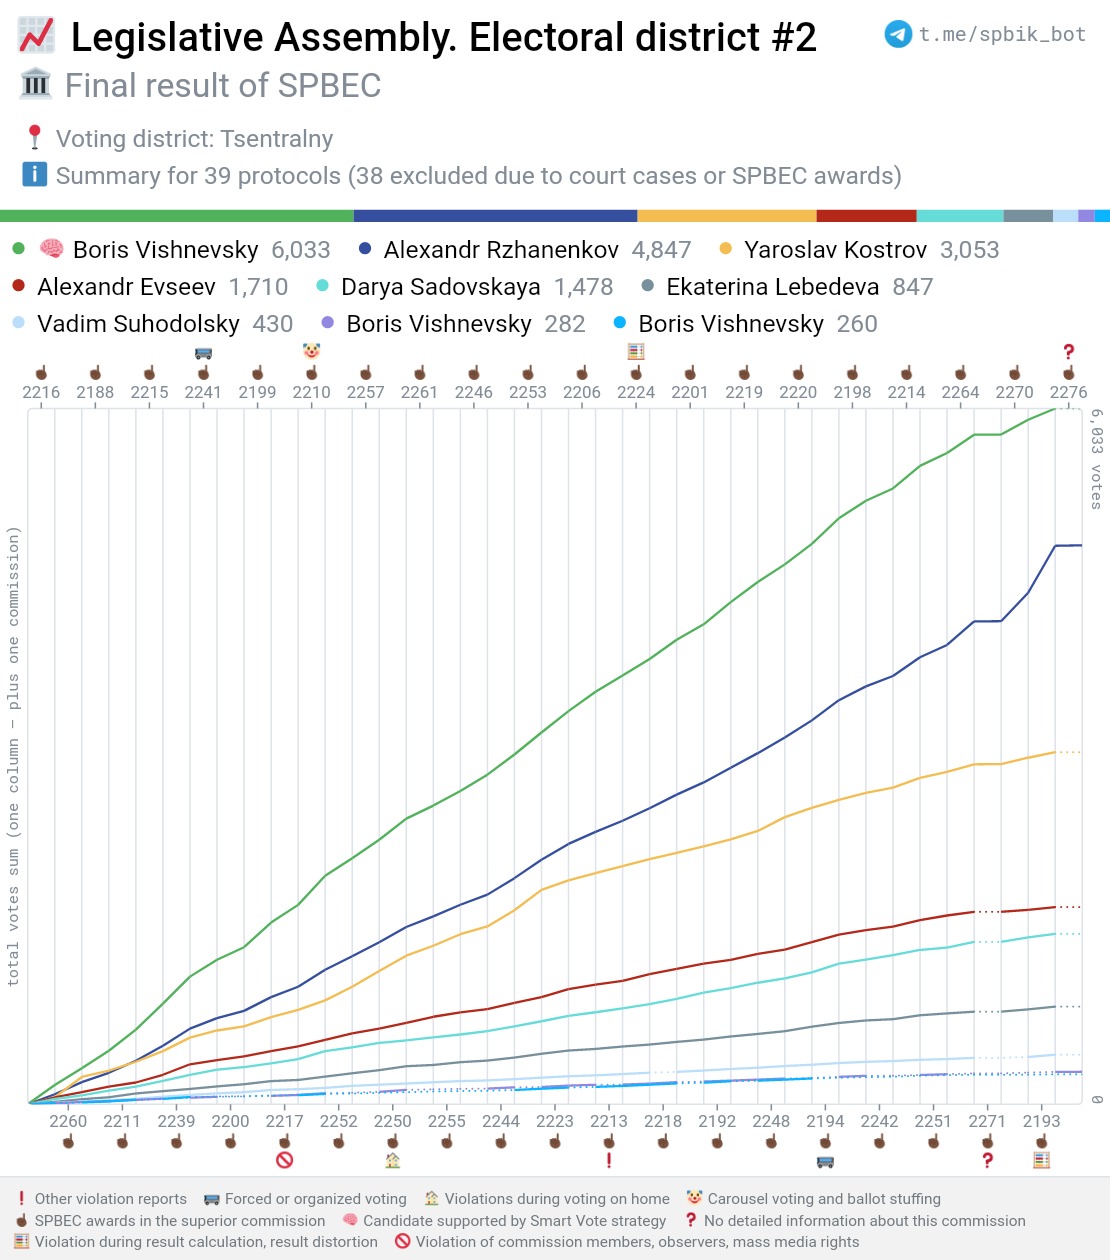 Legislative Assembly. Electoral district #2
t.me/spbik_bot
Final result of SPBEC
Voting district: Tsentralny
Summary for 39 protocols (38 excluded due to court cases or SPBEC awards)
Boris Vishnevsky 6,033 Alexandr Rzhanenkov 4,847 Yaroslav Kostrov 3,053
Alexandr Evseev 1,710 Darya Sadovskaya 1,478 Ekaterina Lebedeva 847
Vadim Suhodolsky 430 Boris Vishnevsky 282 Boris Vishnevsky 260
2216 2188 2215 2241 2199 2210 2257 2261 2246 2253 2206 2224 2201 2219 2220 2198 2214 2264 2270 2276
6,033 votes
total votes sum (one column – plus one commission)
0
2260 2211 2239 2200 2217 2252 2250 2255 2244 2223 2213 2218 2192 2248 2194 2242 2251 2271 2193
Other violation reports Forced or organized voting Violations during voting on home Carousel voting and ballot stuffing
SPBEC awards in the superior commission Candidate supported by Smart Vote strategy No detailed information about this commission
Violation during result calculation, result distortion Violation of commission members, observers, mass media rights